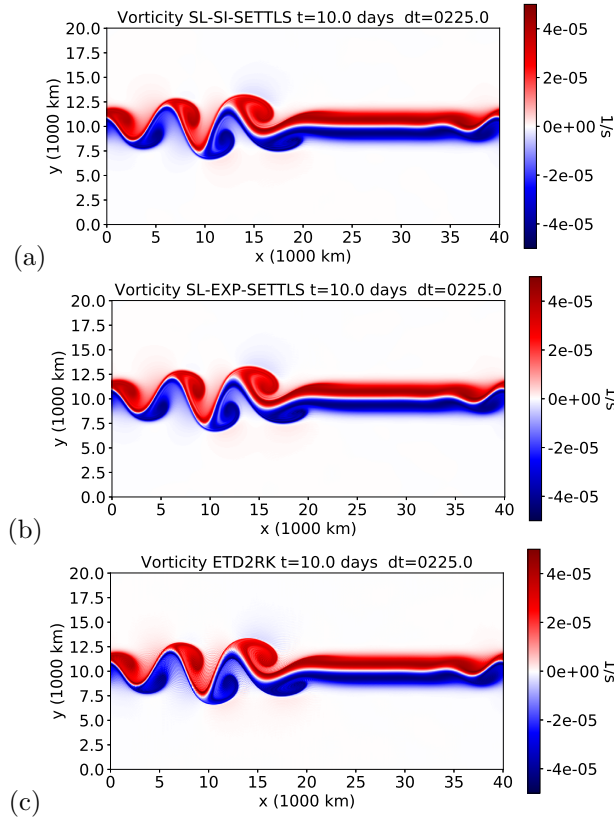 Vorticity SL-SI-SETTLS t=10.0 days dt=0225.0
20.0
17.5
15.0
12.5
10.0
7.5
5.0
2.5
0.0
y (1000 km)
0 5 10 15 20 25 30 35 40
x (1000 km)
4e-05
2e-05
0e+00
-2e-05
-4e-05
1/s
(a)
Vorticity SL-EXP-SETTLS t=10.0 days dt=0225.0
20.0
17.5
15.0
12.5
10.0
7.5
5.0
2.5
0.0
y (1000 km)
0 5 10 15 20 25 30 35 40
x (1000 km)
4e-05
2e-05
0e+00
-2e-05
-4e-05
1/s
(b)
Vorticity ETD2RK t=10.0 days dt=0225.0
20.0
17.5
15.0
12.5
10.0
7.5
5.0
2.5
0.0
y (1000 km)
0 5 10 15 20 25 30 35 40
x (1000 km)
4e-05
2e-05
0e+00
-2e-05
-4e-05
1/s
(c)